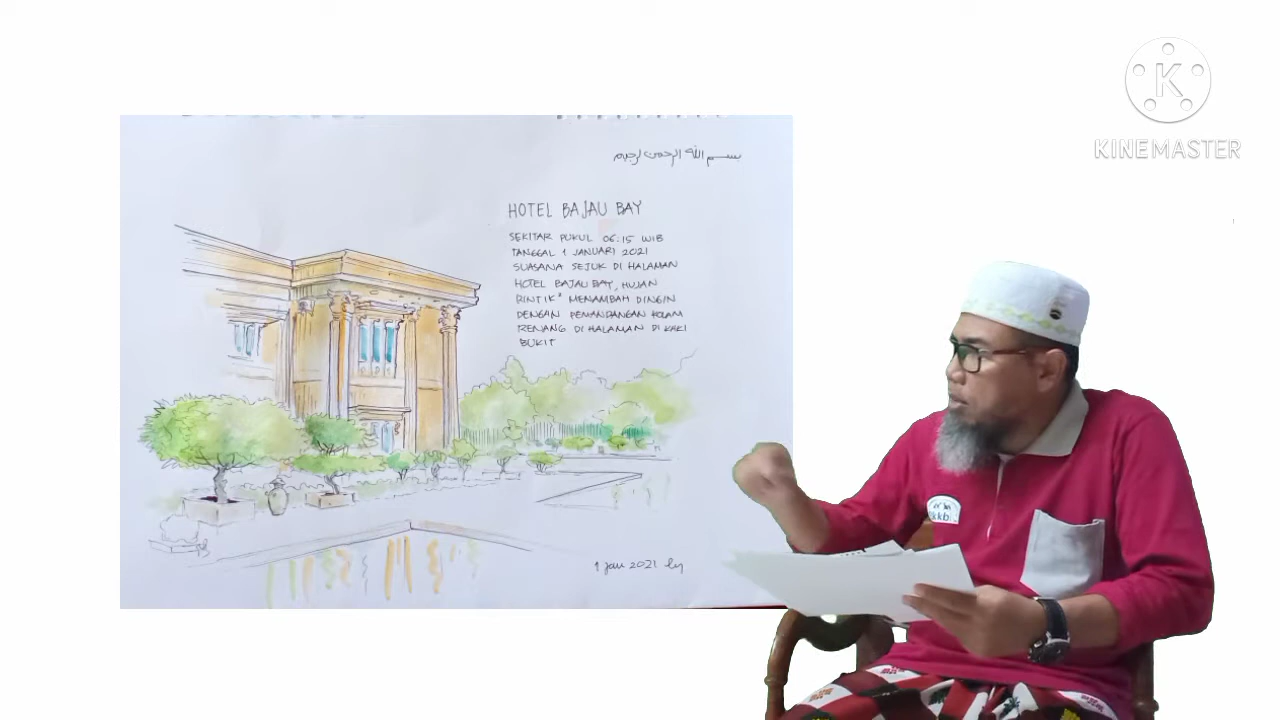 بسم الله الرحمن الرحيم
KINEMASTER
HOTEL BAJAU BAY
SEKITAR PUKUL 06:15 WIB
TANGGAL 1 JANUARI 2021
SUASANA SEJUK DI HALAMAN
HOTEL BAJAU BAY, HUJAN
RINTIK² MENAMBAH DINGIN
DENGAN PEMANDANGAN KOLAM
RENANG DI HALAMAN DI KAKI
BUKIT
1 Jan 2021